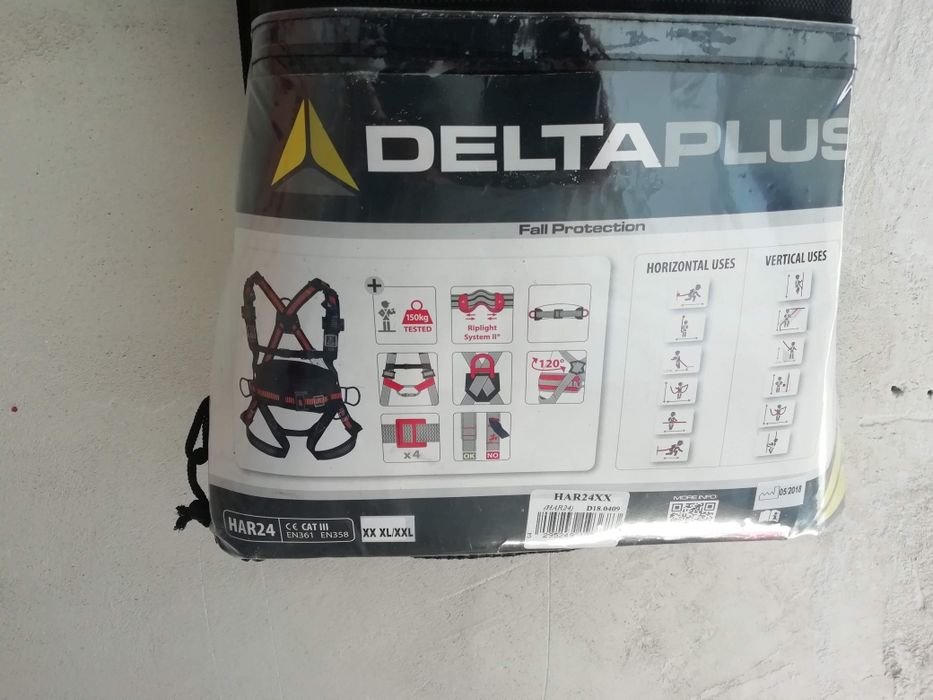 DELTAPLUS
Fall Protection
HORIZONTAL USES
VERTICAL USES
150kg
TESTED
Riplight
System II®
120°
x4
OK NO
HAR24
CE CAT III
EN361 EN358
XX XL/XXL
HAR24XX
(HAR24) D18.0409
MORE INFO
05/2018